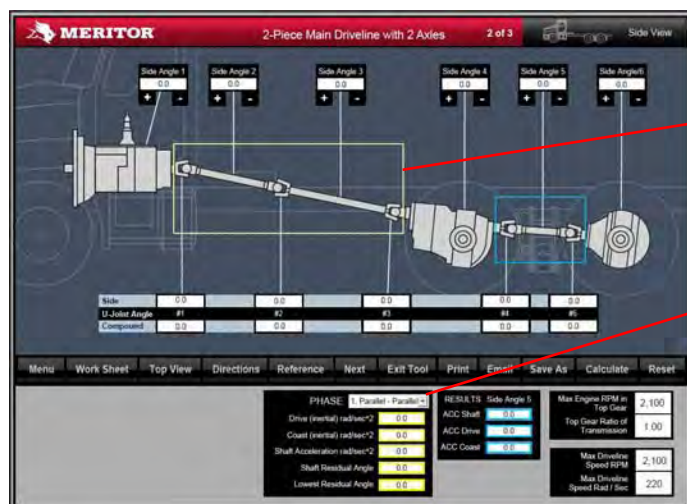 MERITOR 2-Piece Main Driveline with 2 Axles 2 of 3 Side View
Side Angle 1 Side Angle 2 Side Angle 3 Side Angle 4 Side Angle 5 Side Angle/6
0.0 0.0 0.0 0.0 0.0 0.0
+ - + - + - + - + - + -
Side 0.0 0.0 0.0 0.0 0.0
U-Joint Angle #1 #2 #3 #4 #5
Compound 0.0 0.0 0.0 0.0 0.0
Menu Work Sheet Top View Directions Reference Next Exit Tool Print Email Save As Calculate Reset
PHASE 1. Parallel - Parallel
Drive (inertial) rad/sec^2 0.0
Coast (inertial) rad/sec^2 0.0
Shaft Acceleration rad/sec^2 0.0
Shaft Residual Angle 0.0
Lowest Residual Angle 0.0
RESULTS Side Angle 5
ACC Shaft 0.0
ACC Drive 0.0
ACC Coast 0.0
Max Engine RPM in
Top Gear 2,100
Top Gear Ratio of
Transmission 1.00
Max Driveline
Speed RPM 2,100
Max Driveline
Speed Rad / Sec 220